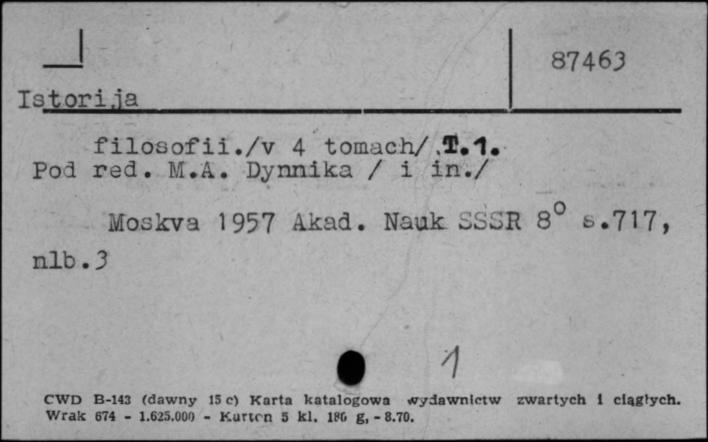 87463
Istorija
filosofii./v 4 tomach/ T.1.
Pod red. M.A. Dynnika / i in./
Moskva 1957 Akad. Nauk SSSR 8° s.717,
nlb.3
1
CWD B-143 (dawny 15 c) Karta katalogowa wydawnictw zwartych i ciągłych.
Wrak 674 - 1.625.000 - Karton 5 kl. 180 g, - 8.70.